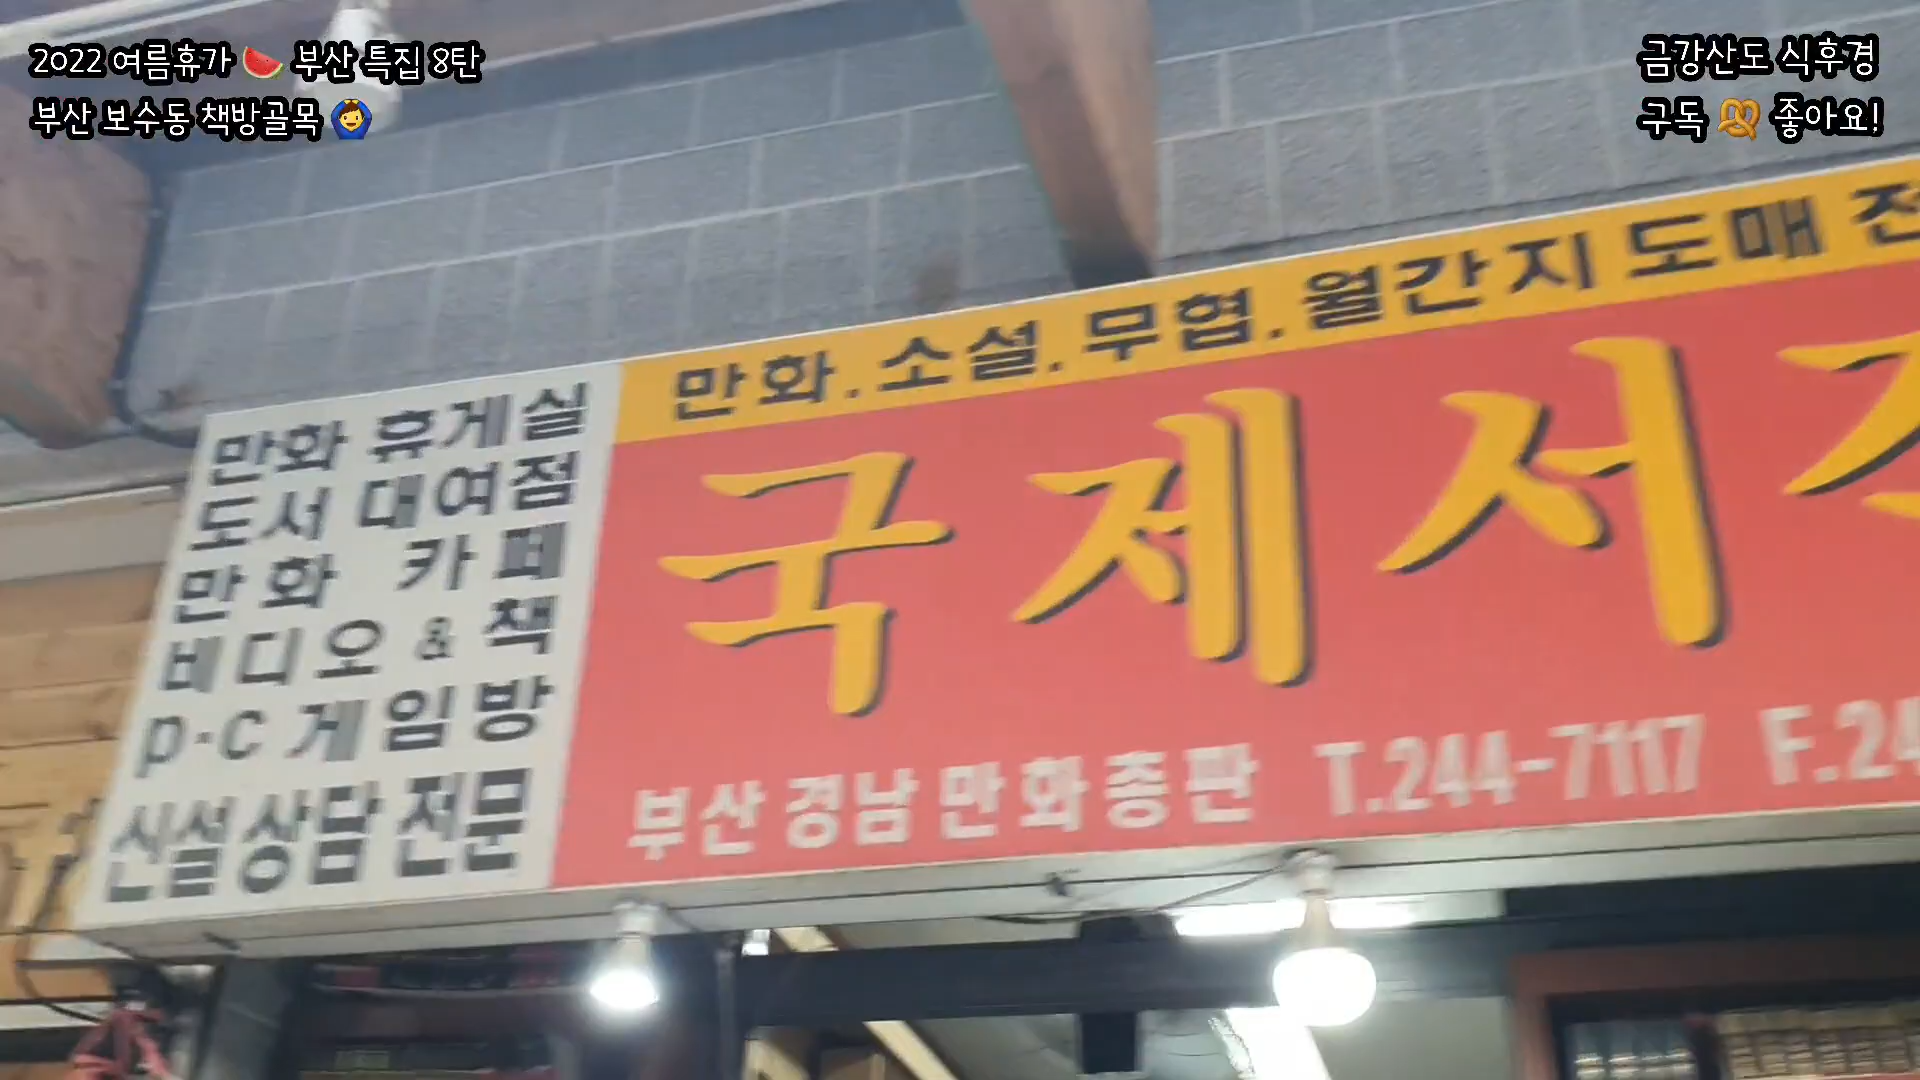 2022 여름휴가 🍉 부산 특집 8탄
부산 보수동 책방골목 🙆‍♂️
금강산도 식후경
구독 🥨 좋아요!
만화 휴게실
도서 대여점
만화 카페
비디오 & 책
p·c 게임방
신설상담전문
만화. 소설. 무협. 월간지 도매
국제서
부산경남만화총판 T.244-7117 F.24